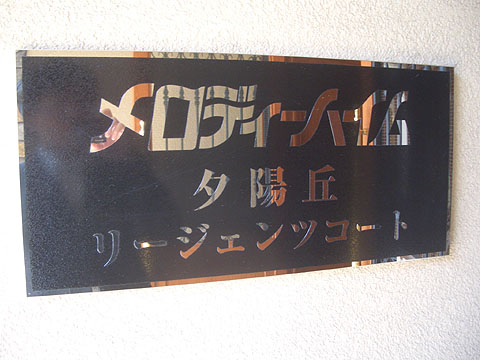 メロディーハイム
夕陽丘
リージェンツコート